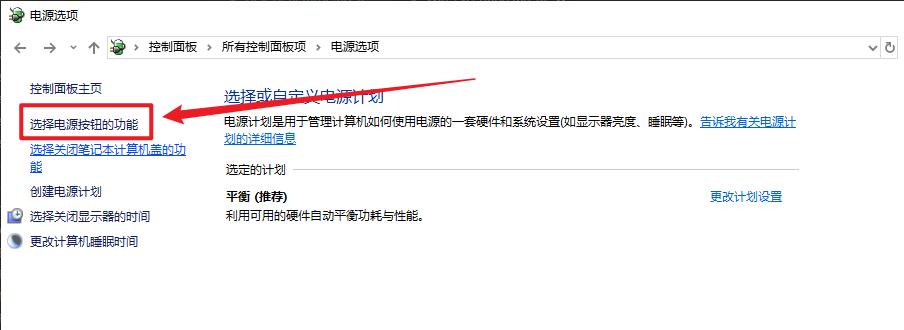 电源选项
控制面板 > 所有控制面板项 > 电源选项
控制面板主页
选择电源按钮的功能
选择关闭笔记本计算机盖的功
能
创建电源计划
选择关闭显示器的时间
更改计算机睡眠时间
选择或自定义电源计划
电源计划是用于管理计算机如何使用电源的一套硬件和系统设置(如显示器亮度、睡眠等)。告诉我有关电源计
划的详细信息
选定的计划
平衡 (推荐) 更改计划设置
利用可用的硬件自动平衡功耗与性能。